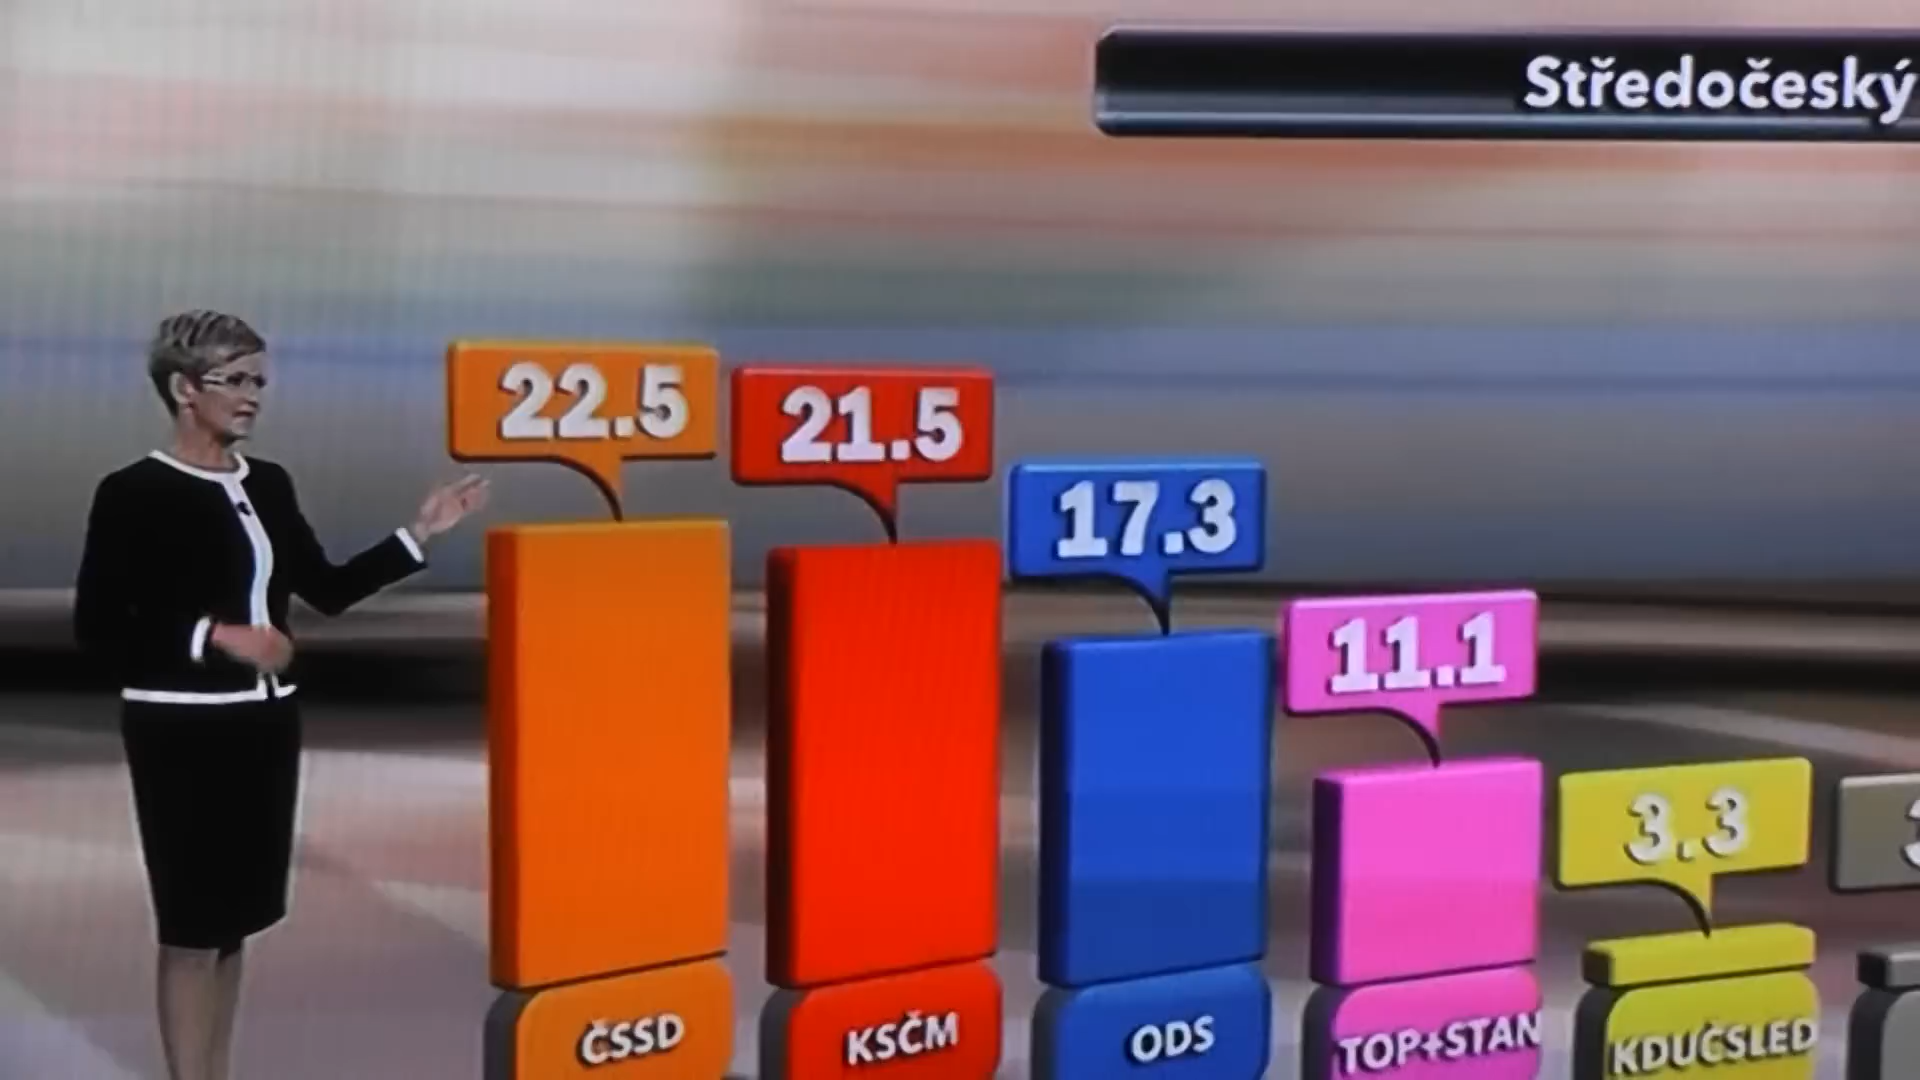 Středočeský
22.5
21.5
17.3
11.1
3.3
ČSSD
KSČM
ODS
TOP+STAN
KDUČSLED